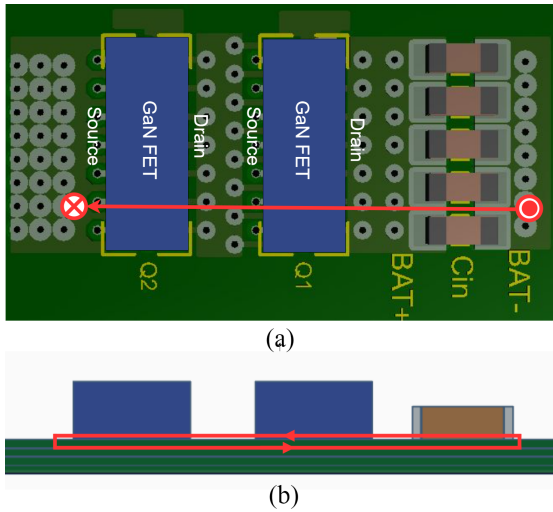 Source
GaN FET
Drain
Source
GaN FET
Drain
Q2
Q1
BAT+
Cin
BAT-
(a)
(b)